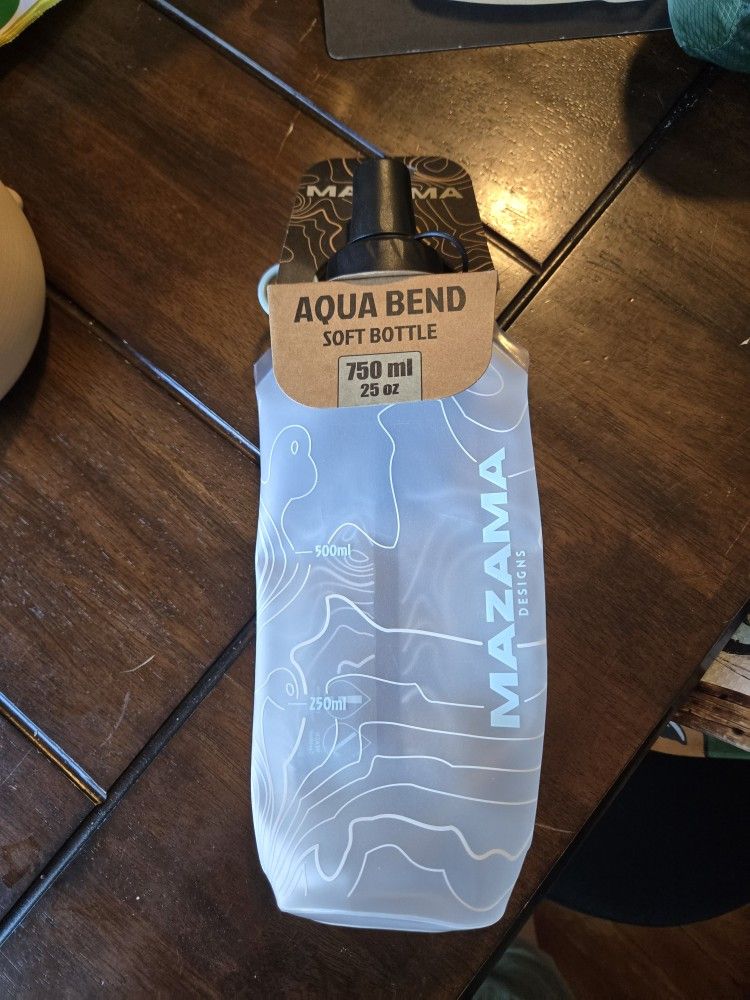 MAZAMA
AQUA BEND
SOFT BOTTLE
750 ml
25 oz
500ml
250ml
MAZAMA
DESIGNS